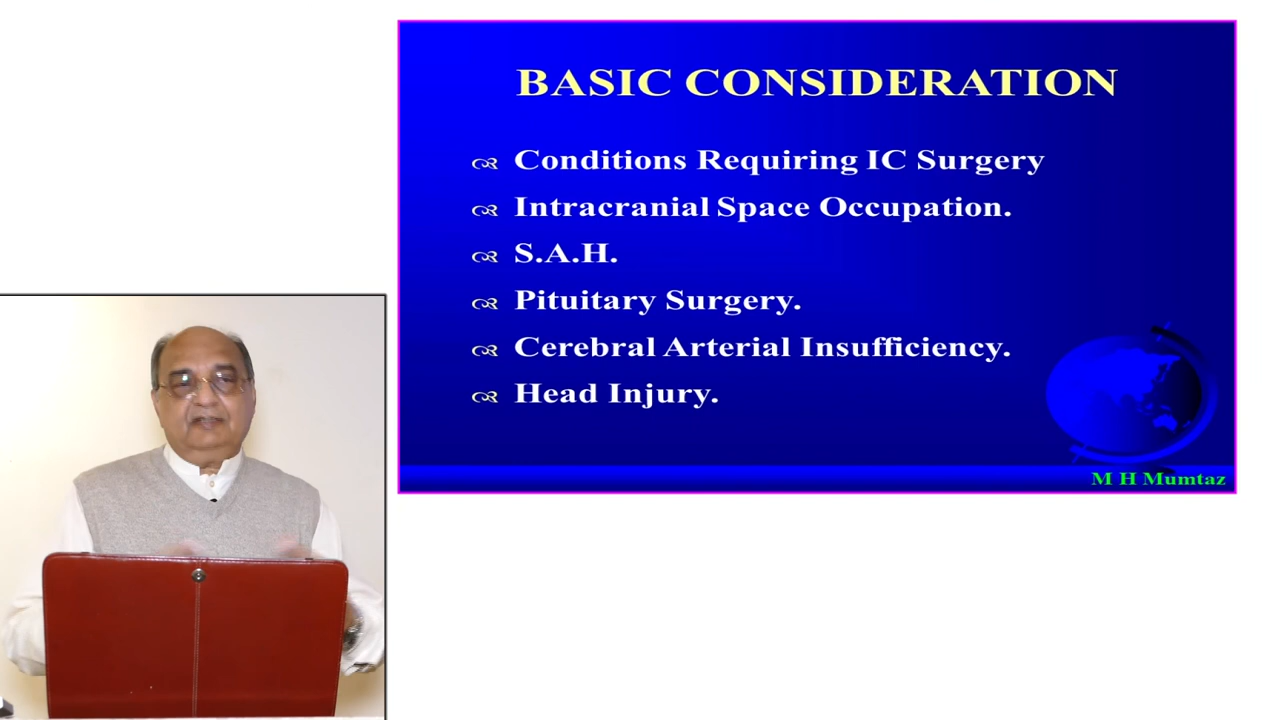 BASIC CONSIDERATION
Conditions Requiring IC Surgery
Intracranial Space Occupation.
S.A.H.
Pituitary Surgery.
Cerebral Arterial Insufficiency.
Head Injury.
M H Mumtaz